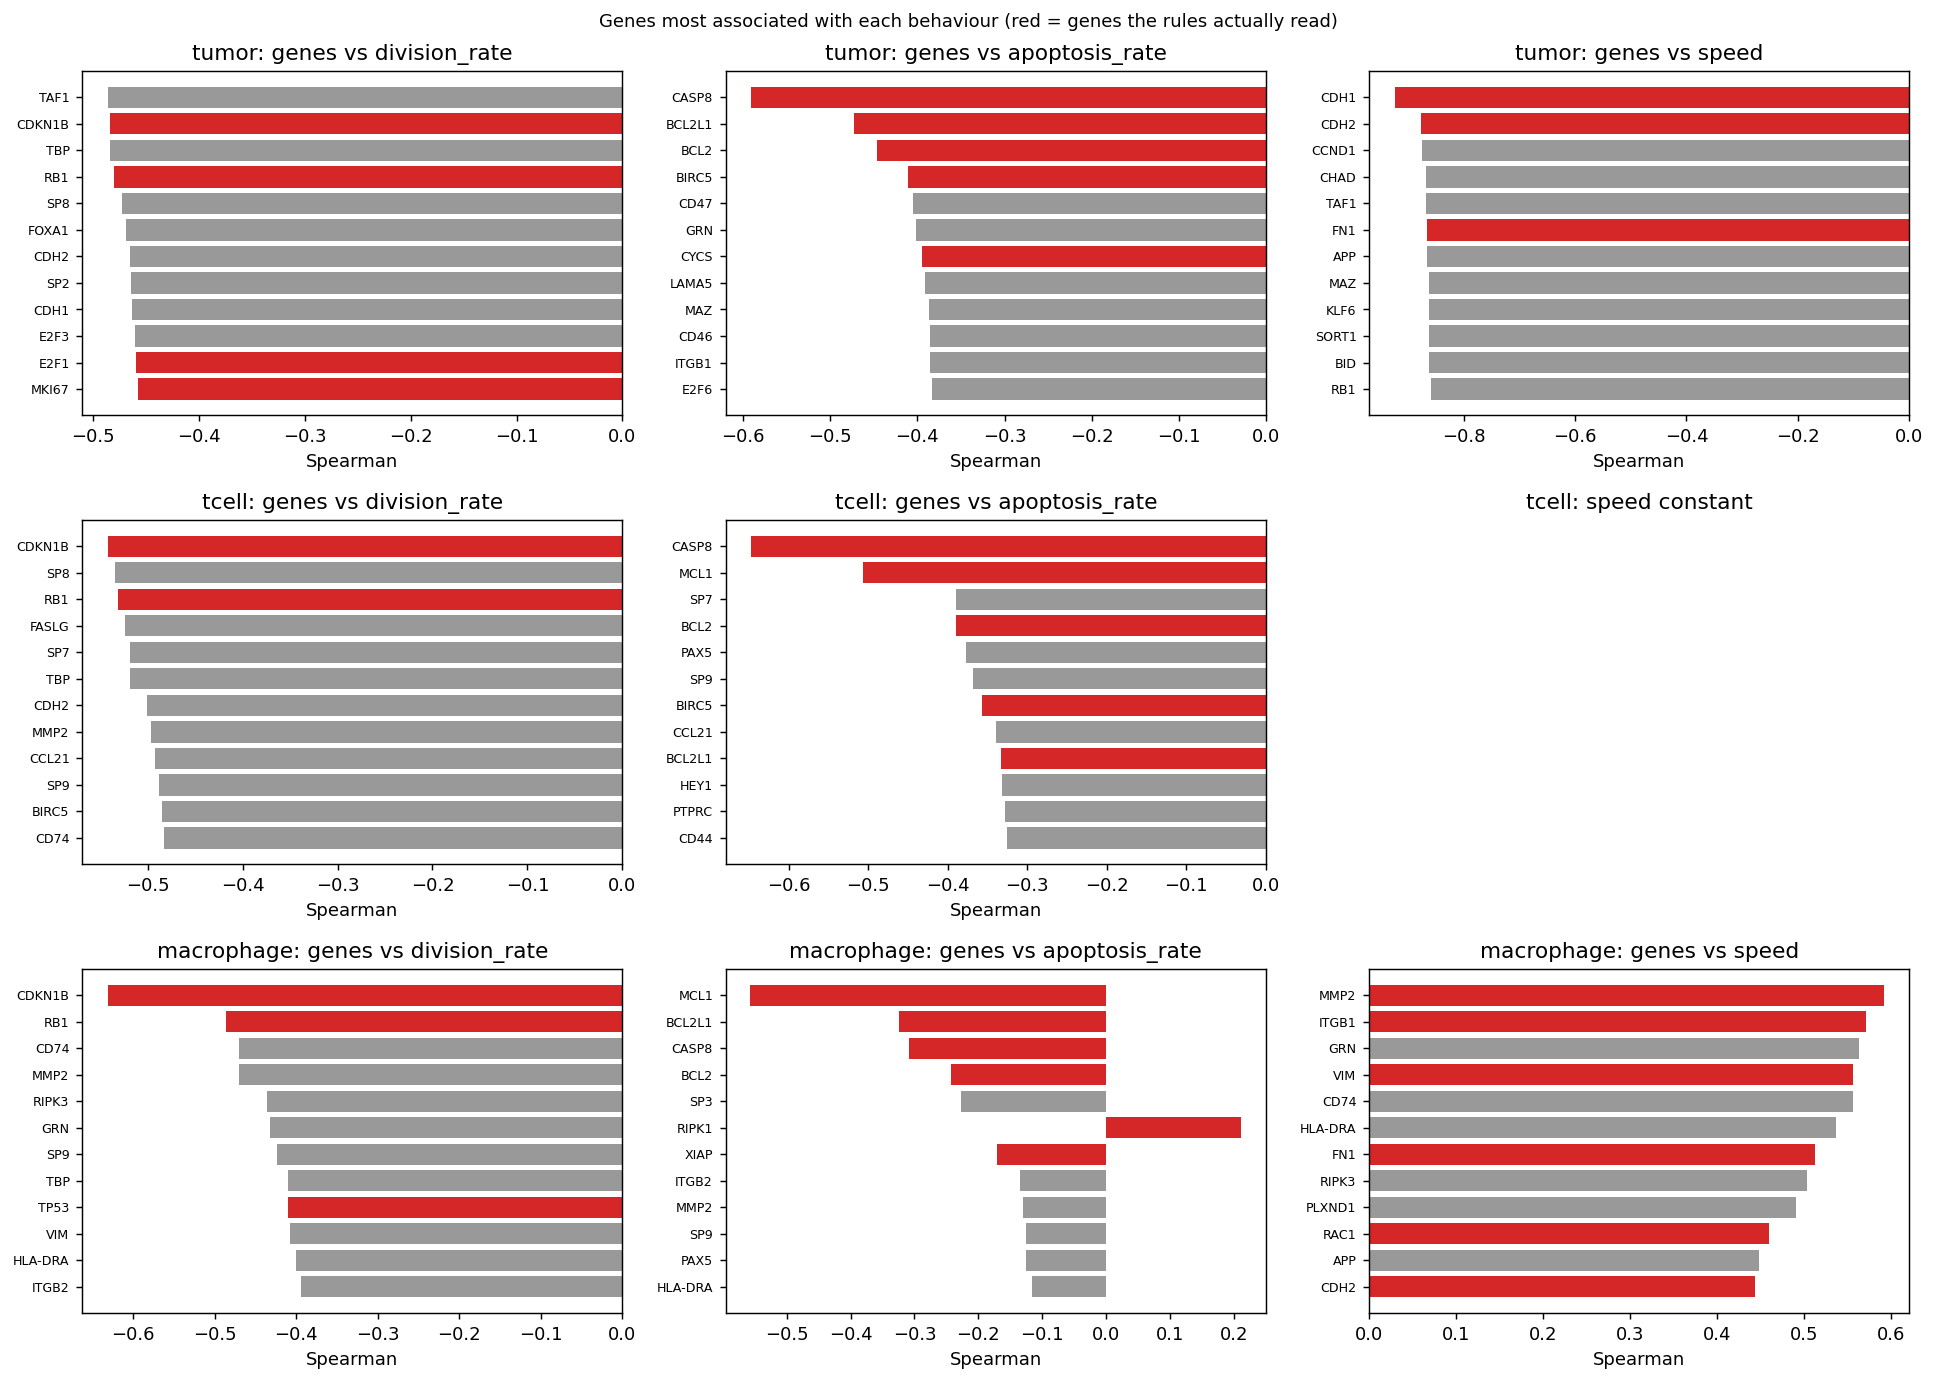 Genes most associated with each behaviour (red = genes the rules actually read)
tumor: genes vs division_rate
TAF1
CDKN1B
TBP
RB1
SP8
FOXA1
CDH2
SP2
CDH1
E2F3
E2F1
MKI67
−0.5 −0.4 −0.3 −0.2 −0.1 0.0
Spearman
tumor: genes vs apoptosis_rate
CASP8
BCL2L1
BCL2
BIRC5
CD47
GRN
CYCS
LAMA5
MAZ
CD46
ITGB1
E2F6
−0.6 −0.5 −0.4 −0.3 −0.2 −0.1 0.0
Spearman
tumor: genes vs speed
CDH1
CDH2
CCND1
CHAD
TAF1
FN1
APP
MAZ
KLF6
SORT1
BID
RB1
−0.8 −0.6 −0.4 −0.2 0.0
Spearman
tcell: genes vs division_rate
CDKN1B
SP8
RB1
FASLG
SP7
TBP
CDH2
MMP2
CCL21
SP9
BIRC5
CD74
−0.5 −0.4 −0.3 −0.2 −0.1 0.0
Spearman
tcell: genes vs apoptosis_rate
CASP8
MCL1
SP7
BCL2
PAX5
SP9
BIRC5
CCL21
BCL2L1
HEY1
PTPRC
CD44
−0.6 −0.5 −0.4 −0.3 −0.2 −0.1 0.0
Spearman
tcell: speed constant
macrophage: genes vs division_rate
CDKN1B
RB1
CD74
MMP2
RIPK3
GRN
SP9
TBP
TP53
VIM
HLA-DRA
ITGB2
−0.6 −0.5 −0.4 −0.3 −0.2 −0.1 0.0
Spearman
macrophage: genes vs apoptosis_rate
MCL1
BCL2L1
CASP8
BCL2
SP3
RIPK1
XIAP
ITGB2
MMP2
SP9
PAX5
HLA-DRA
−0.5 −0.4 −0.3 −0.2 −0.1 0.0 0.1 0.2
Spearman
macrophage: genes vs speed
MMP2
ITGB1
GRN
VIM
CD74
HLA-DRA
FN1
RIPK3
PLXND1
RAC1
APP
CDH2
0.0 0.1 0.2 0.3 0.4 0.5 0.6
Spearman